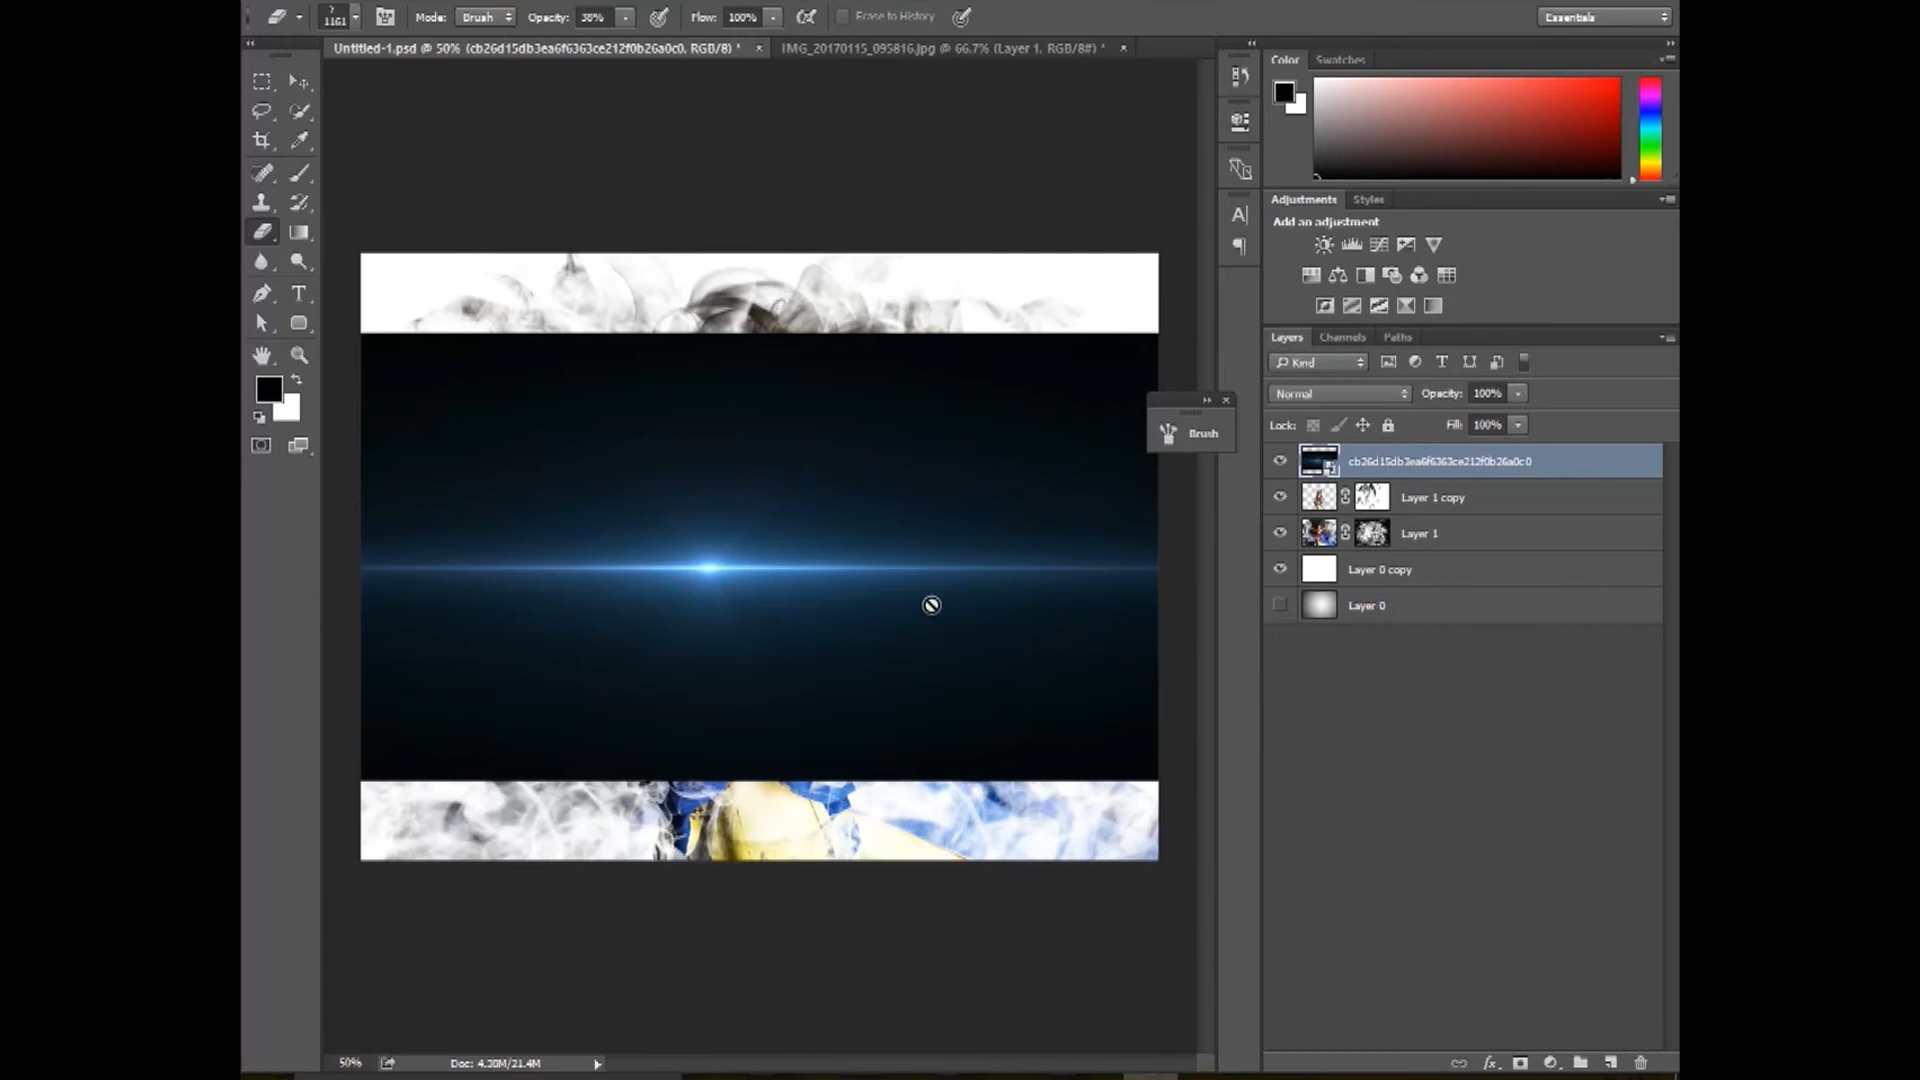 1161 Mode: Brush Opacity: 38% Flow: 100% Erase to History Essentials
Untitled-1.psd @ 50% (cb26d15db3ea6f6363ce212f0b26a0c0, RGB/8) * × IMG_20170115_095816.jpg @ 66.7% (Layer 1, RGB/8#) * ×
Color Swatches
Adjustments Styles
Add an adjustment
Layers Channels Paths
Kind
Normal Opacity: 100%
Lock: Fill: 100%
Brush
cb26d15db3ea6f6363ce212f0b26a0c0
Layer 1 copy
Layer 1
Layer 0 copy
Layer 0
50% Doc: 4.39M/21.4M